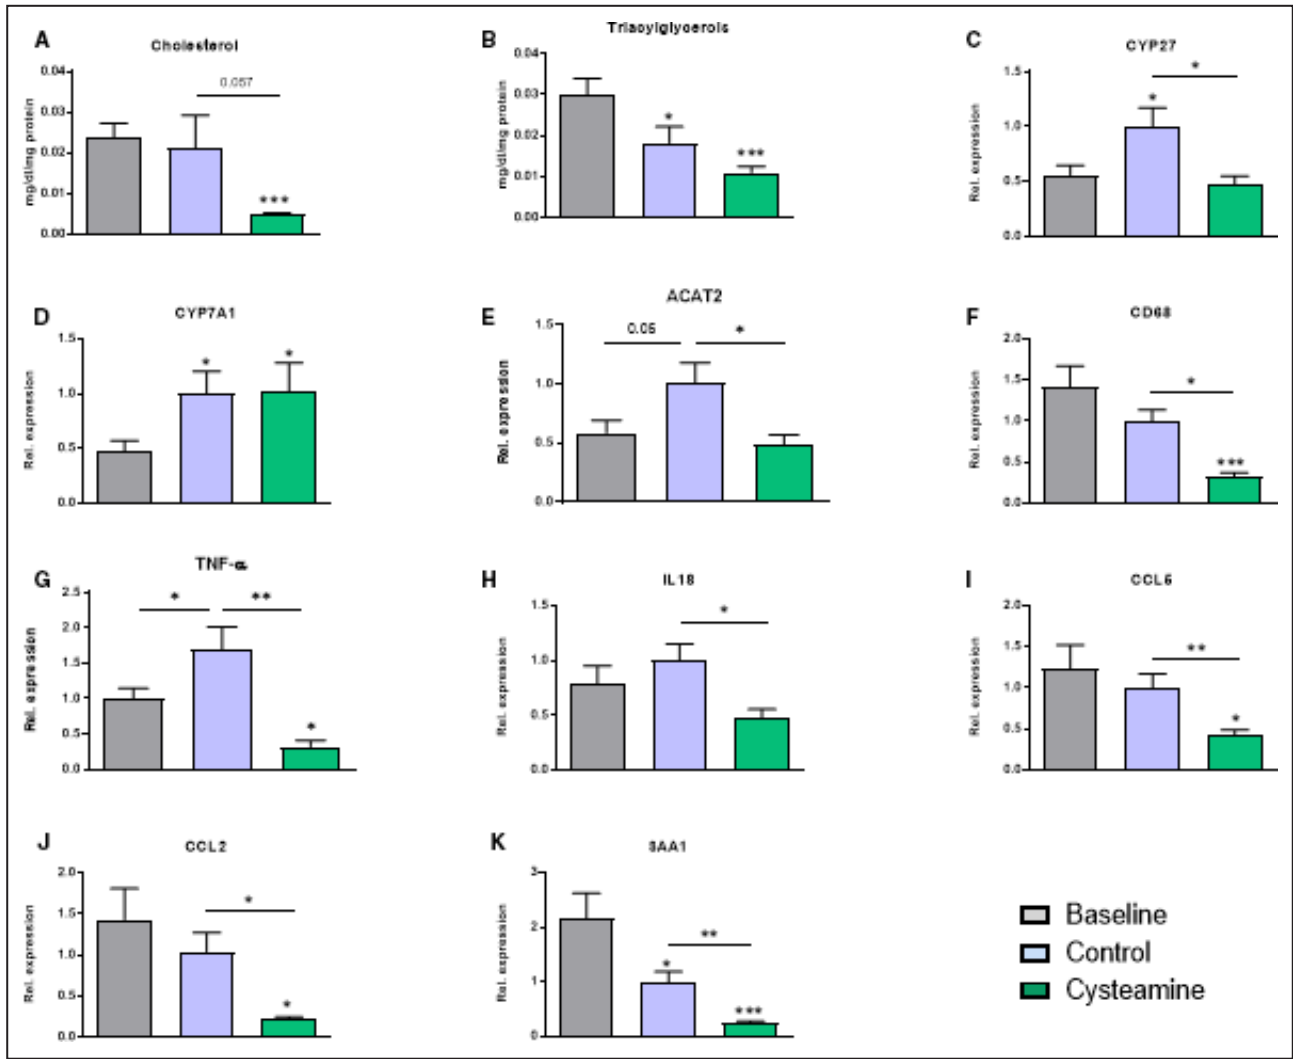 A
Cholesterol
0.04
0.03
0.02
0.01
0.00
mg/dl/mg protein
0.057
***
B
Triacylglycerols
0.04
0.03
0.02
0.01
0.00
mg/dl/mg protein
*
***
C
CYP27
1.5
1.0
0.5
0.0
Rel. expression
*
*
D
CYP7A1
1.5
1.0
0.5
0.0
Rel. expression
*
*
E
ACAT2
1.5
1.0
0.5
0.0
Rel. expression
0.05
*
F
CD68
2.0
1.5
1.0
0.5
0.0
Rel. expression
*
***
G
TNF-α
2.5
2.0
1.5
1.0
0.5
0.0
Rel. expression
*
**
*
H
IL18
1.5
1.0
0.5
0.0
Rel. expression
*
I
CCL5
2.0
1.5
1.0
0.5
0.0
Rel. expression
**
*
J
CCL2
2.0
1.5
1.0
0.5
0.0
Rel. expression
*
*
K
SAA1
3
2
1
0
Rel. expression
*
**
***
Baseline
Control
Cysteamine